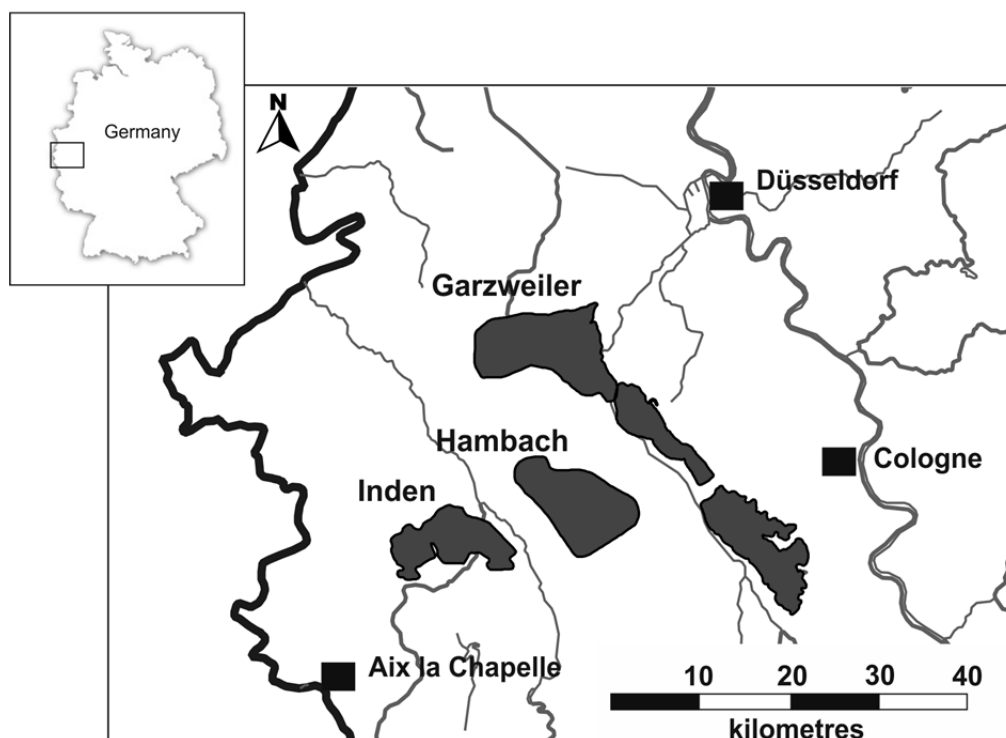 Germany
N
Düsseldorf
Garzweiler
Hambach
Cologne
Inden
Aix la Chapelle
10 20 30 40
kilometres